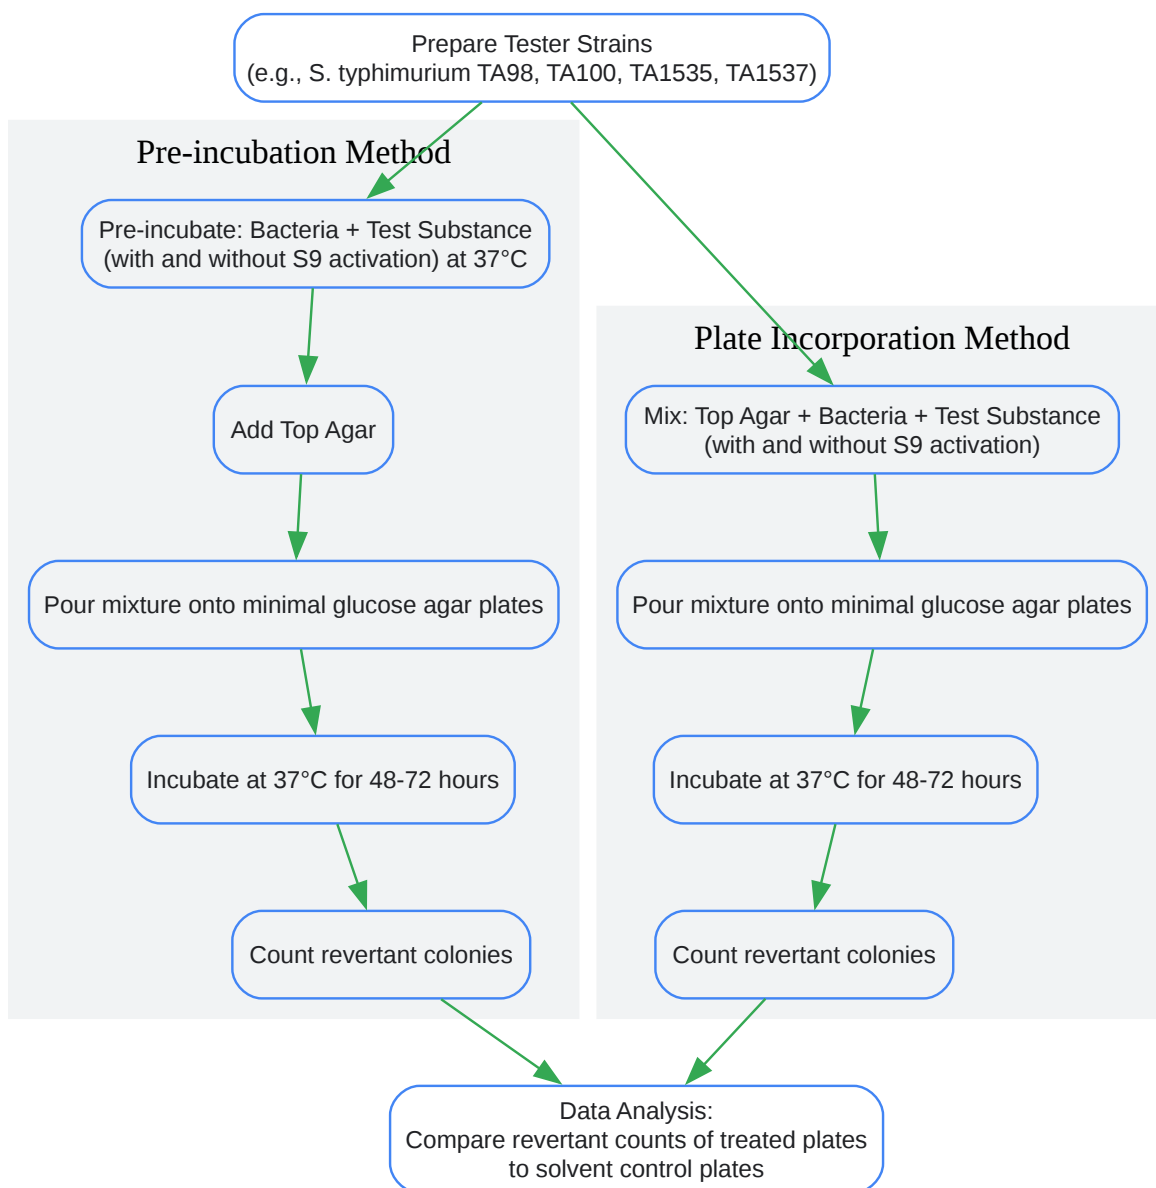 Prepare Tester Strains
(e.g., S. typhimurium TA98, TA100, TA1535, TA1537)
Pre-incubation Method
Pre-incubate: Bacteria + Test Substance
(with and without S9 activation) at 37°C
Add Top Agar
Pour mixture onto minimal glucose agar plates
Incubate at 37°C for 48-72 hours
Count revertant colonies
Plate Incorporation Method
Mix: Top Agar + Bacteria + Test Substance
(with and without S9 activation)
Pour mixture onto minimal glucose agar plates
Incubate at 37°C for 48-72 hours
Count revertant colonies
Data Analysis:
Compare revertant counts of treated plates
to solvent control plates